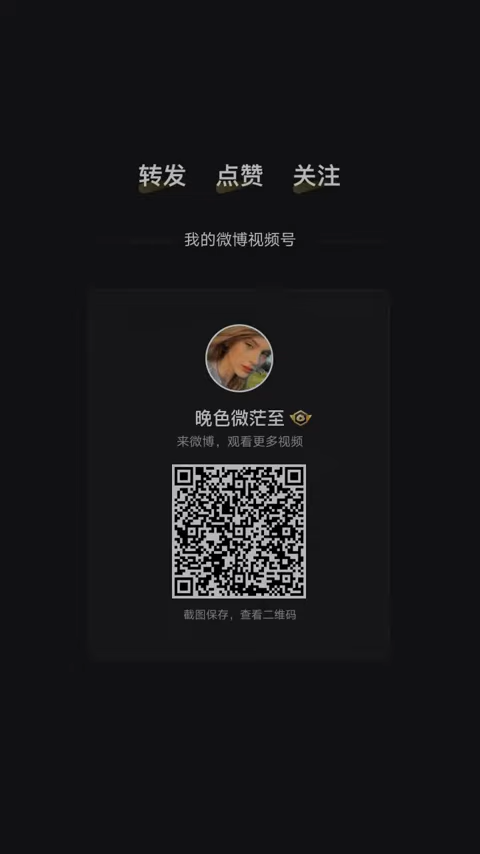 转发 点赞 关注
我的微博视频号
晚色微茫至
来微博，观看更多视频
截图保存，查看二维码